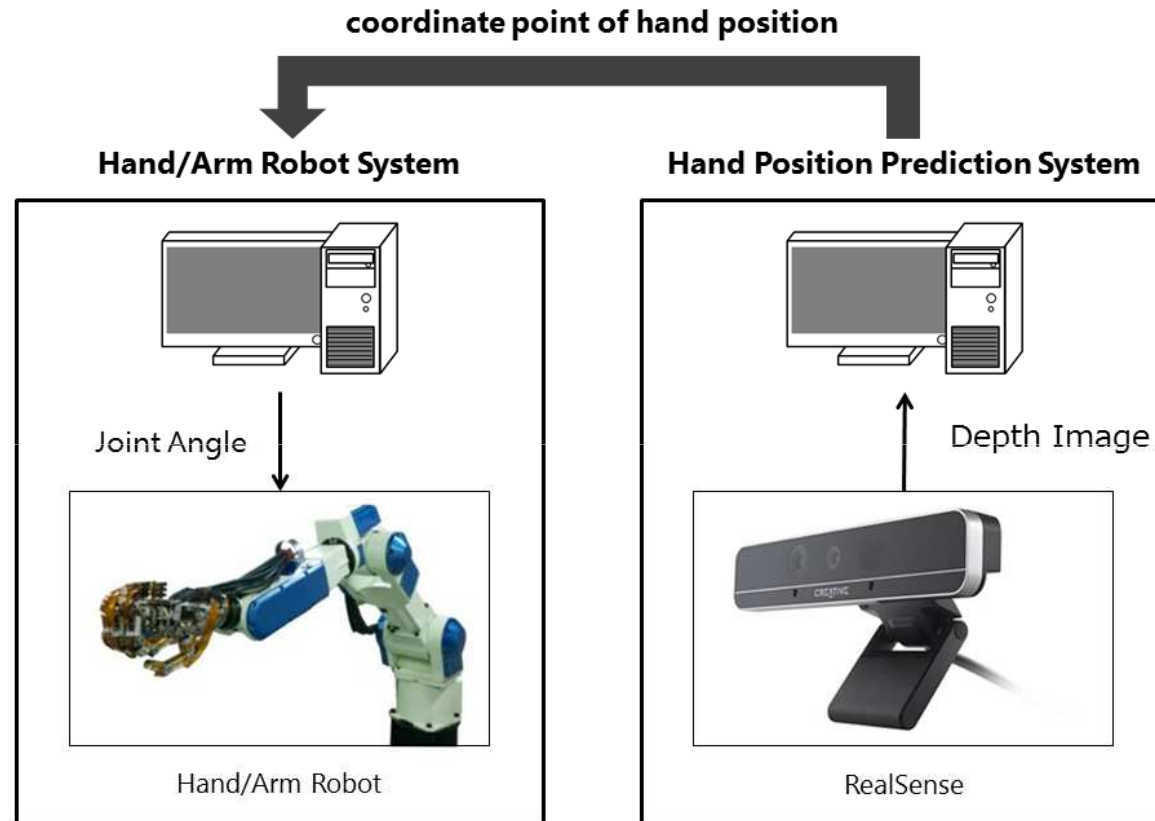 coordinate point of hand position
Hand/Arm Robot System
Hand Position Prediction System
Joint Angle
Depth Image
CREATIVE
Hand/Arm Robot
RealSense